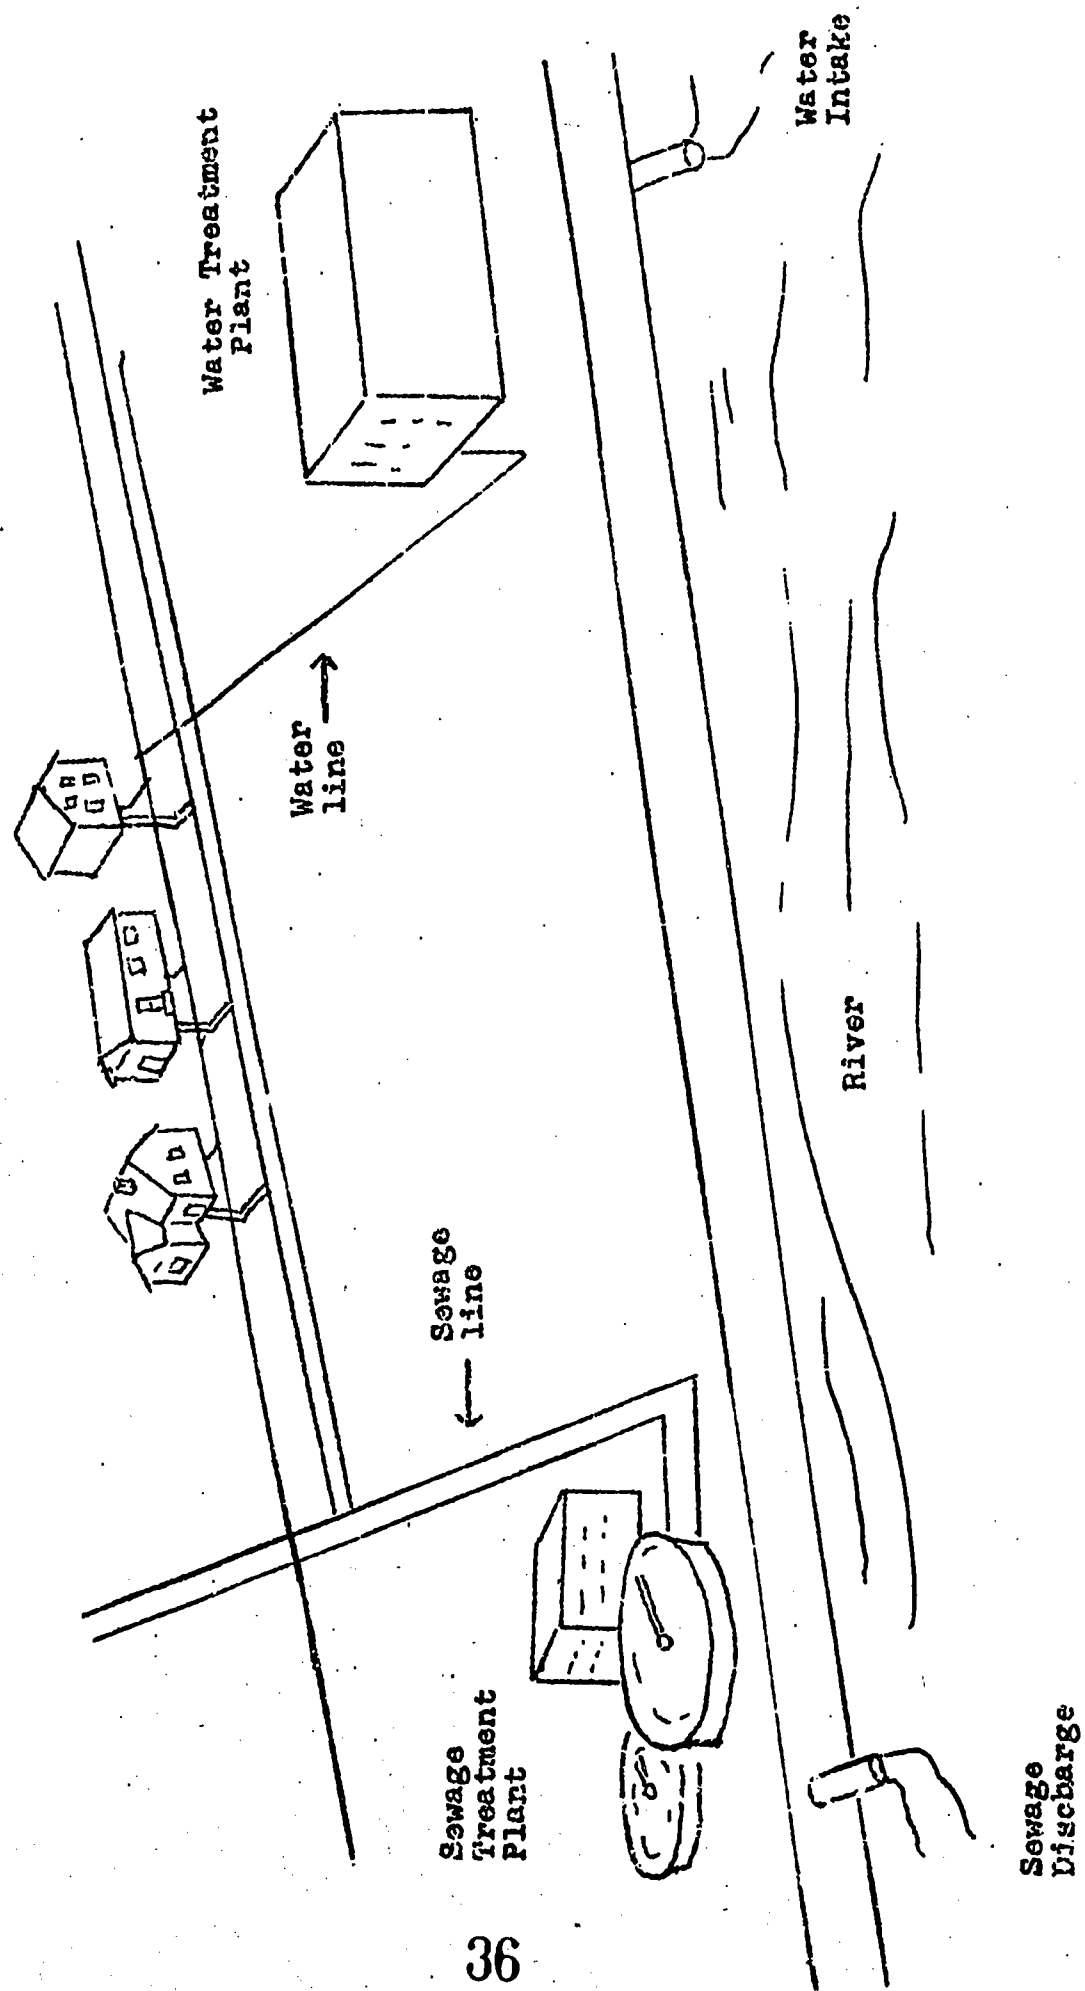 Water Treatment
Plant
Water
Intake
Water
line
River
Sewage
line
Sewage
Treatment
Plant
Sewage
Discharge
36